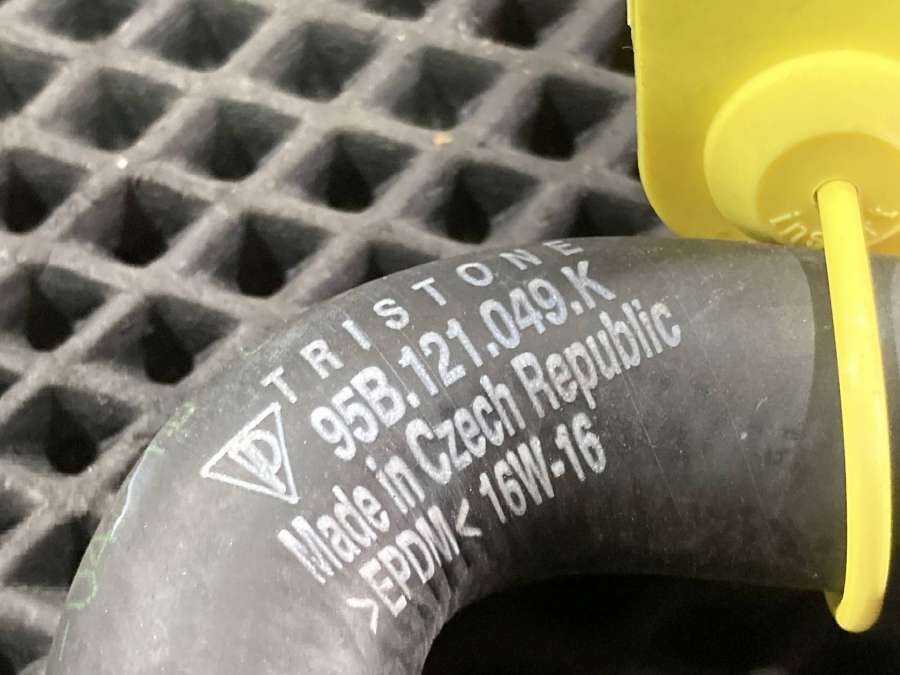 TRISTONE
95B.121.049.K
Made in Czech Republic
>EPDM< 16W-16